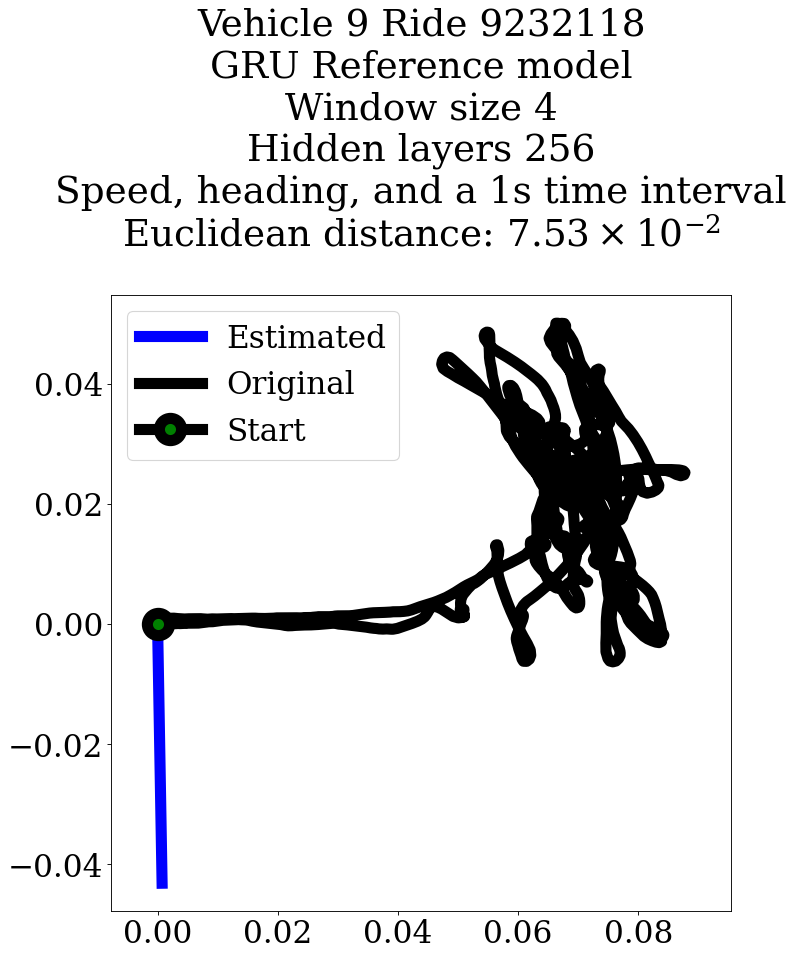 Vehicle 9 Ride 9232118
GRU Reference model
Window size 4
Hidden layers 256
Speed, heading, and a 1s time interval
Euclidean distance: 7.53 × 10⁻²
Estimated
Original
Start
0.04
0.02
0.00
−0.02
−0.04
0.00 0.02 0.04 0.06 0.08